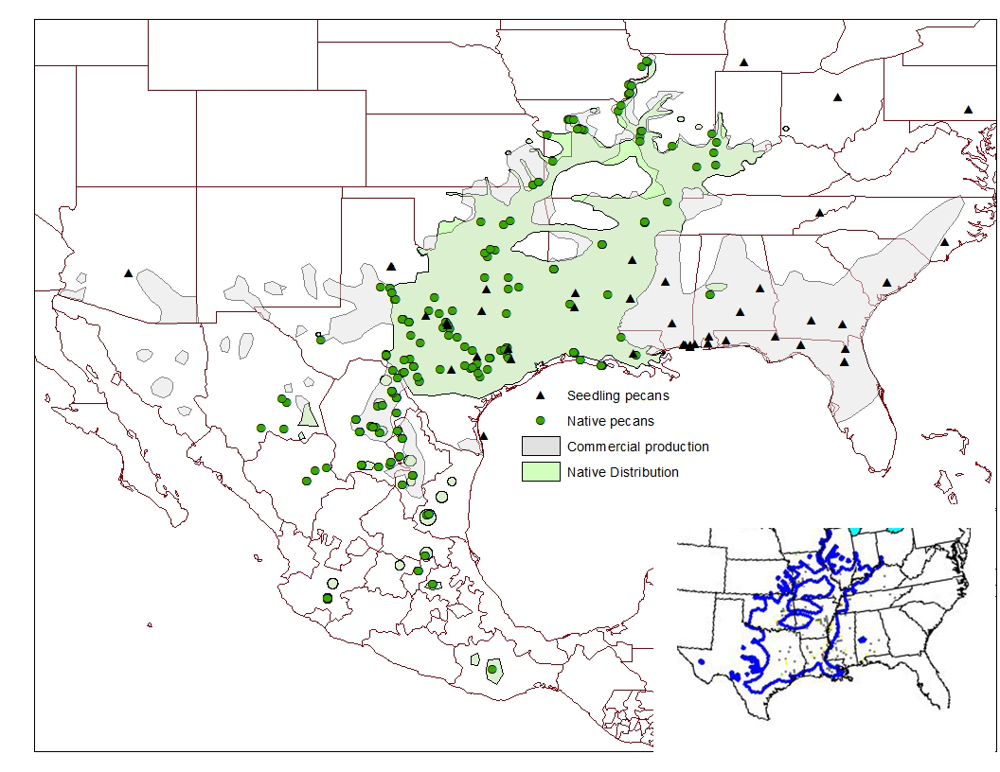 Seedling pecans
Native pecans
Commercial production
Native Distribution